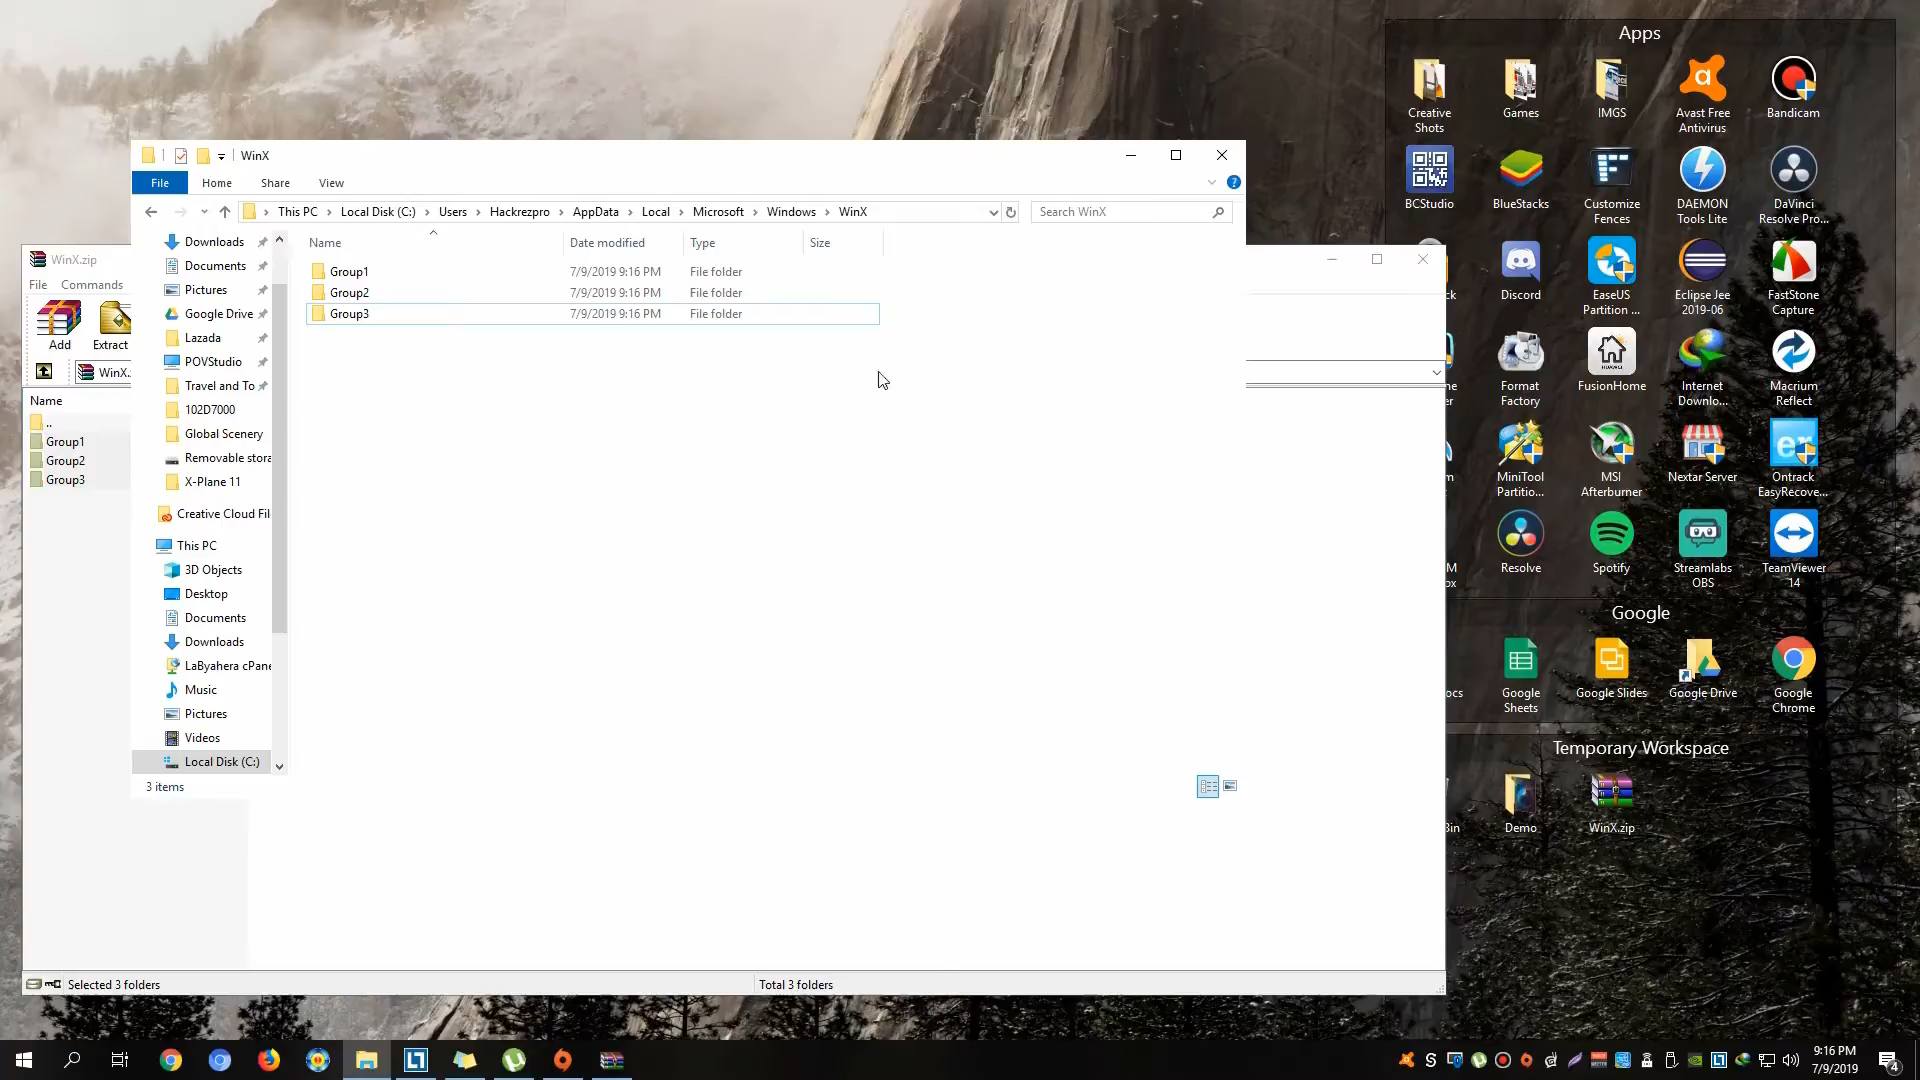 WinX
File
Home
Share
View
This PC
Local Disk (C:)
Users
Hackrezpro
AppData
Local
Microsoft
Windows
WinX
Search WinX
Name
Date modified
Type
Size
Group1
7/9/2019 9:16 PM
File folder
Group2
7/9/2019 9:16 PM
File folder
Group3
7/9/2019 9:16 PM
File folder
Downloads
Documents
Pictures
Google Drive
Lazada
POVStudio
Travel and To
102D7000
Global Scenery
Removable stora
X-Plane 11
Creative Cloud Fil
This PC
3D Objects
Desktop
Documents
Downloads
LaByahera cPane
Music
Pictures
Videos
Local Disk (C:)
3 items
WinX.zip
File
Commands
Add
Extract
WinX.
Name
..
Group1
Group2
Group3
Selected 3 folders
Total 3 folders
Apps
Creative
Shots
Games
IMGS
Avast Free
Antivirus
Bandicam
BCStudio
BlueStacks
Customize
Fences
DAEMON
Tools Lite
DaVinci
Resolve Pro...
Discord
EaseUS
Partition ...
Eclipse Jee
2019-06
FastStone
Capture
Format
Factory
HUAWEI
FusionHome
Internet
Downlo...
Macrium
Reflect
MiniTool
Partitio...
MSI
Afterburner
Nextar Server
er
Ontrack
EasyRecove...
Resolve
Spotify
Streamlabs
OBS
TeamViewer
14
Google
ocs
Google
Sheets
Google Slides
Google Drive
Google
Chrome
Temporary Workspace
Bin
Demo
WinX.zip
9:16 PM
7/9/2019
4